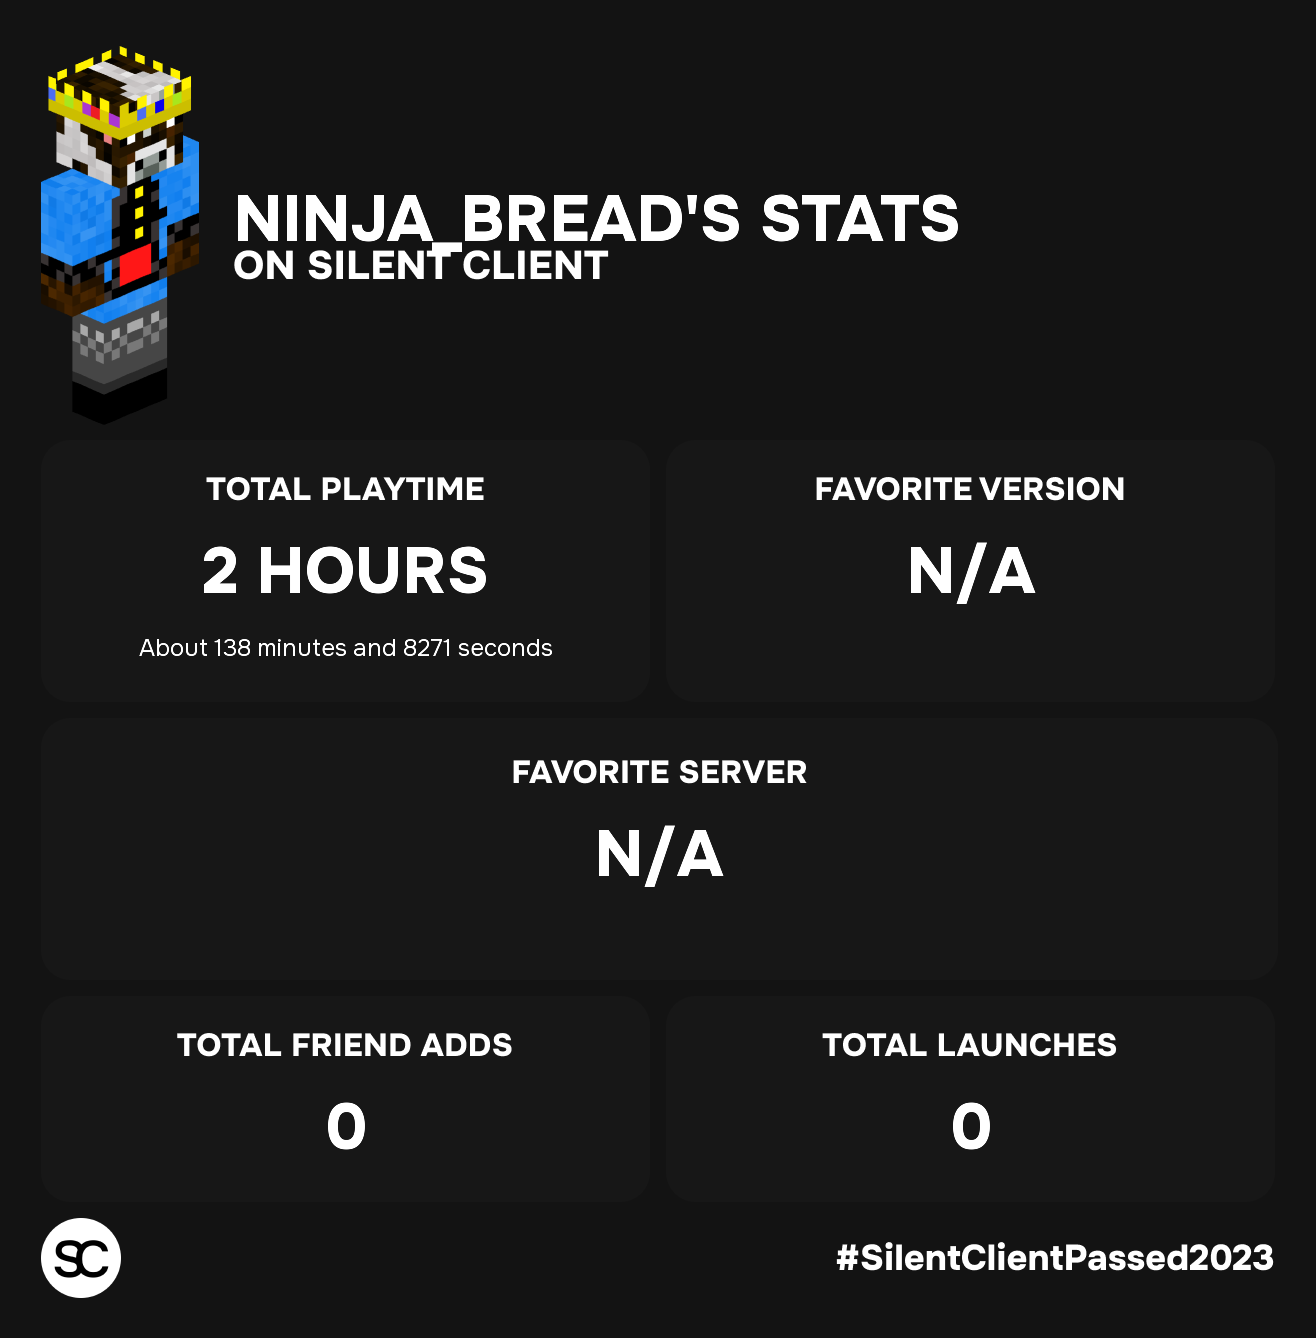 NINJA_BREAD'S STATS
ON SILENT CLIENT
TOTAL PLAYTIME
2 HOURS
About 138 minutes and 8271 seconds
FAVORITE VERSION
N/A
FAVORITE SERVER
N/A
TOTAL FRIEND ADDS
0
TOTAL LAUNCHES
0
SC
#SilentClientPassed2023